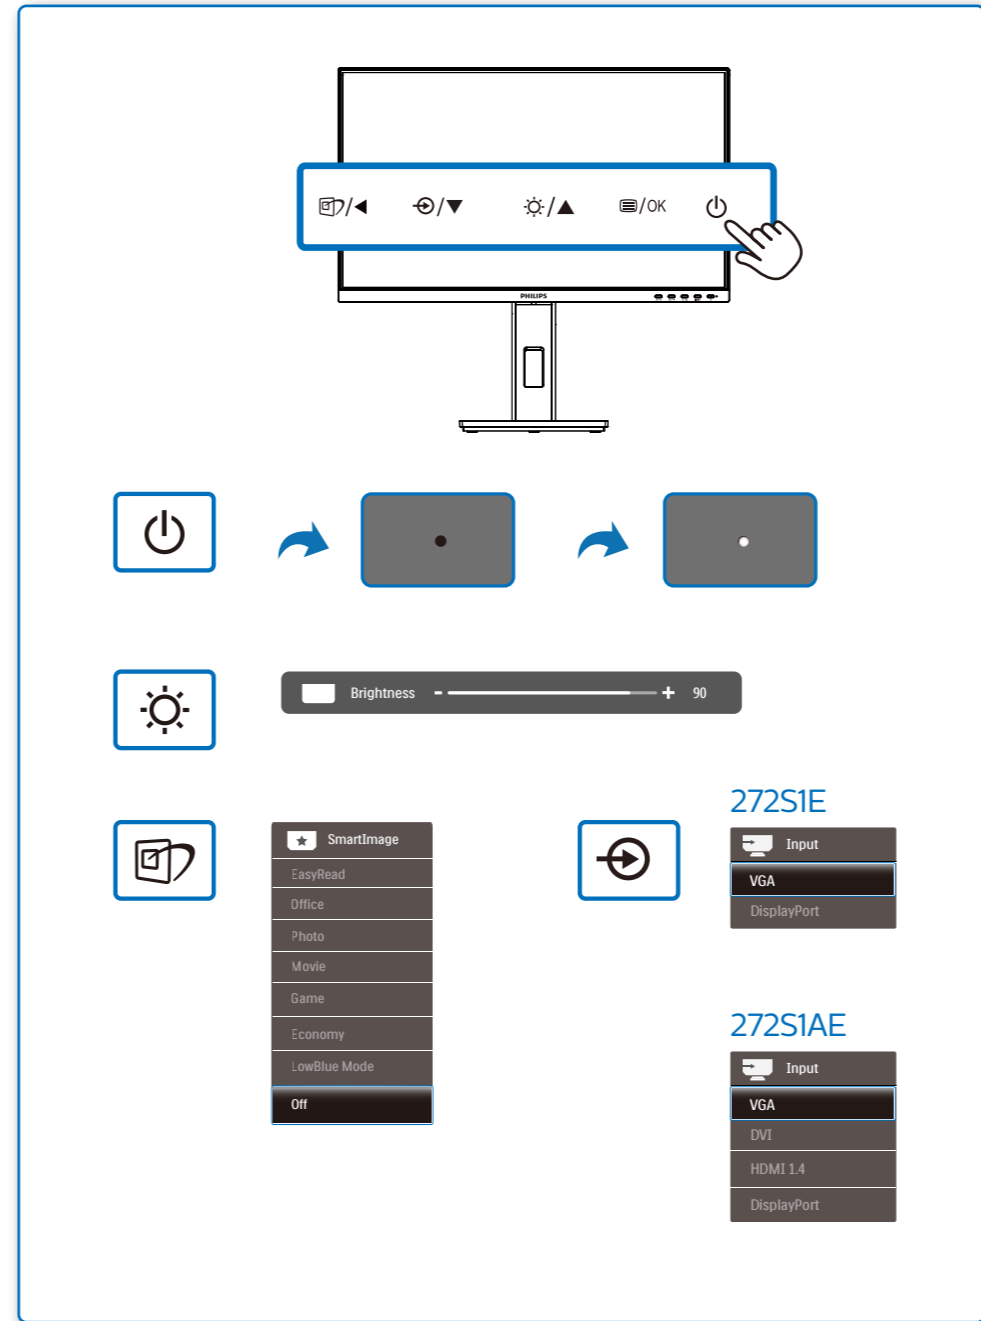 /OK
PHILIPS
Brightness - + 90
SmartImage
EasyRead
Office
Photo
Movie
Game
Economy
LowBlue Mode
Off
272S1E
Input
VGA
DisplayPort
272S1AE
Input
VGA
DVI
HDMI 1.4
DisplayPort